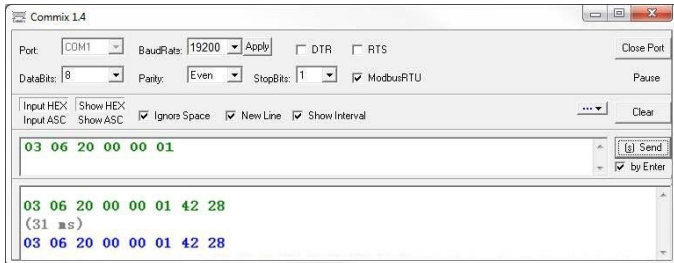 Commix 1.4
Port: COM1 BaudRate: 19200 Apply DTR RTS Close Port
DataBits: 8 Parity: Even StopBits: 1 ModbusRTU Pause
Input HEX Show HEX
Input ASC Show ASC Ignore Space New Line Show Interval ... Clear
03 06 20 00 00 01 (s) Send
by Enter
03 06 20 00 00 01 42 28
(31 ms)
03 06 20 00 00 01 42 28